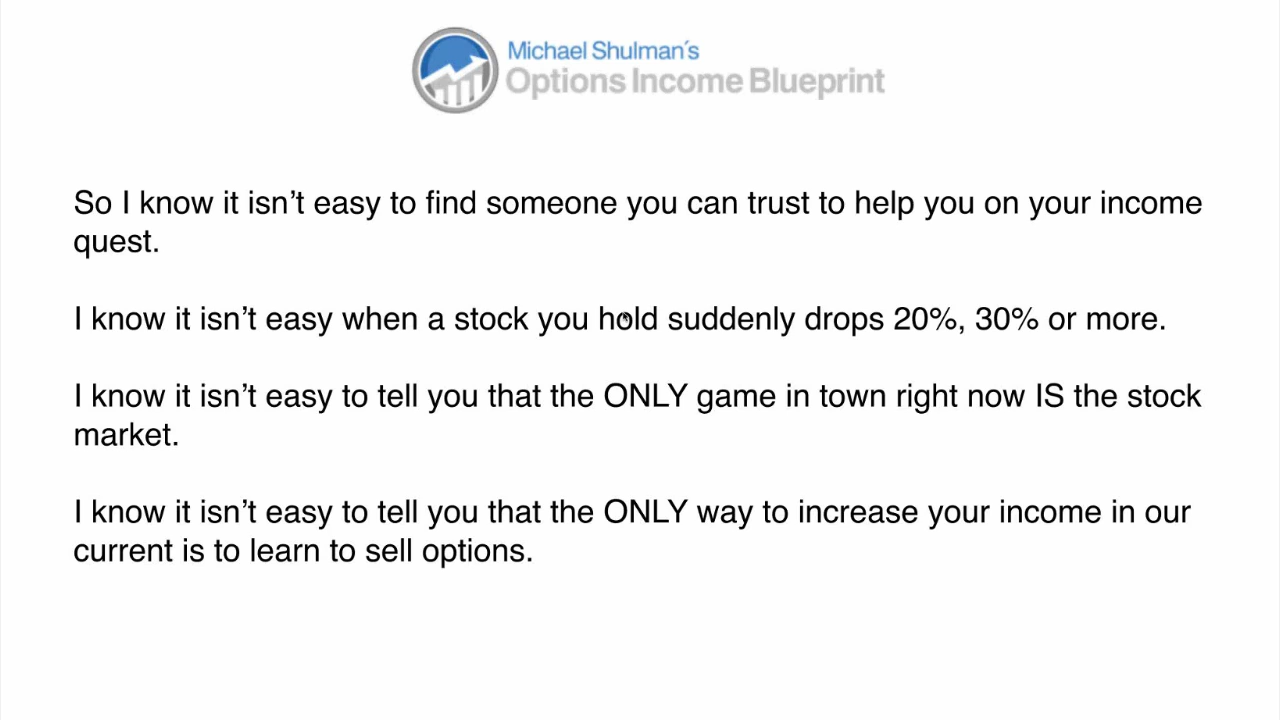 Michael Shulman´s
Options Income Blueprint
So I know it isn’t easy to find someone you can trust to help you on your income
quest.
I know it isn’t easy when a stock you hold suddenly drops 20%, 30% or more.
I know it isn’t easy to tell you that the ONLY game in town right now IS the stock
market.
I know it isn’t easy to tell you that the ONLY way to increase your income in our
current is to learn to sell options.